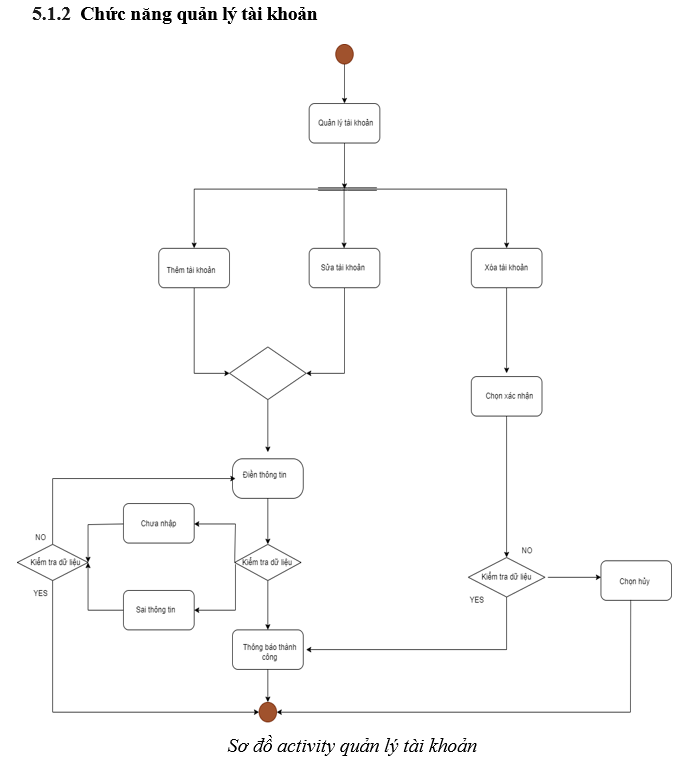 5.1.2 Chức năng quản lý tài khoản
Quản lý tài khoản
Thêm tài khoản
Sửa tài khoản
Xóa tài khoản
Chọn xác nhận
Điền thông tin
Chưa nhập
NO
Kiểm tra dữ liệu
Kiểm tra dữ liệu
NO
Kiểm tra dữ liệu
Chọn hủy
YES
YES
Sai thông tin
Thông báo thành
công
Sơ đồ activity quản lý tài khoản